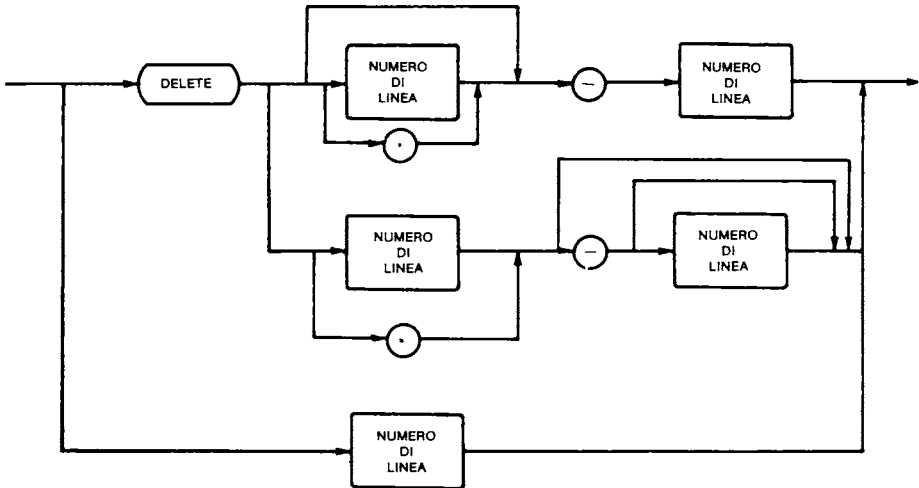 DELETE
NUMERO
DI
LINEA
NUMERO
DI
LINEA
−
.
NUMERO
DI
LINEA
−
NUMERO
DI
LINEA
.
NUMERO
DI
LINEA